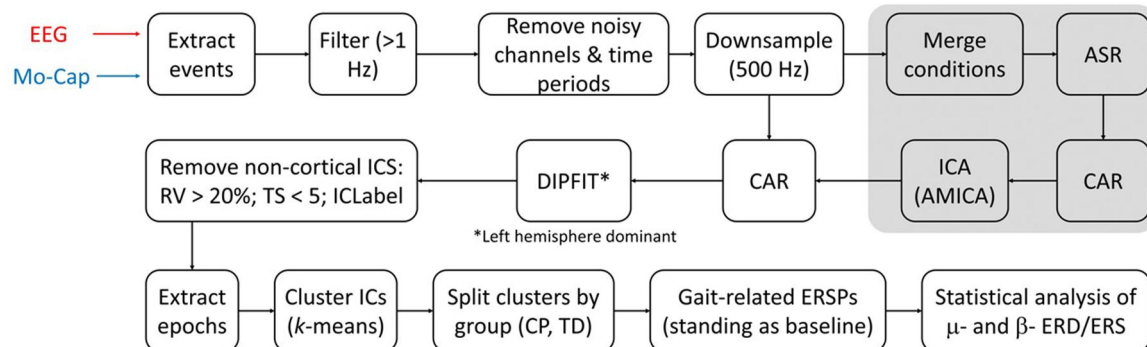 EEG
Mo-Cap
Extract
events
Filter (>1
Hz)
Remove noisy
channels & time
periods
Downsample
(500 Hz)
Merge
conditions
ASR
Remove non-cortical ICS:
RV > 20%; TS < 5; ICLabel
DIPFIT*
CAR
ICA
(AMICA)
CAR
*Left hemisphere dominant
Extract
epochs
Cluster ICs
(k-means)
Split clusters by
group (CP, TD)
Gait-related ERSPs
(standing as baseline)
Statistical analysis of
μ- and β- ERD/ERS